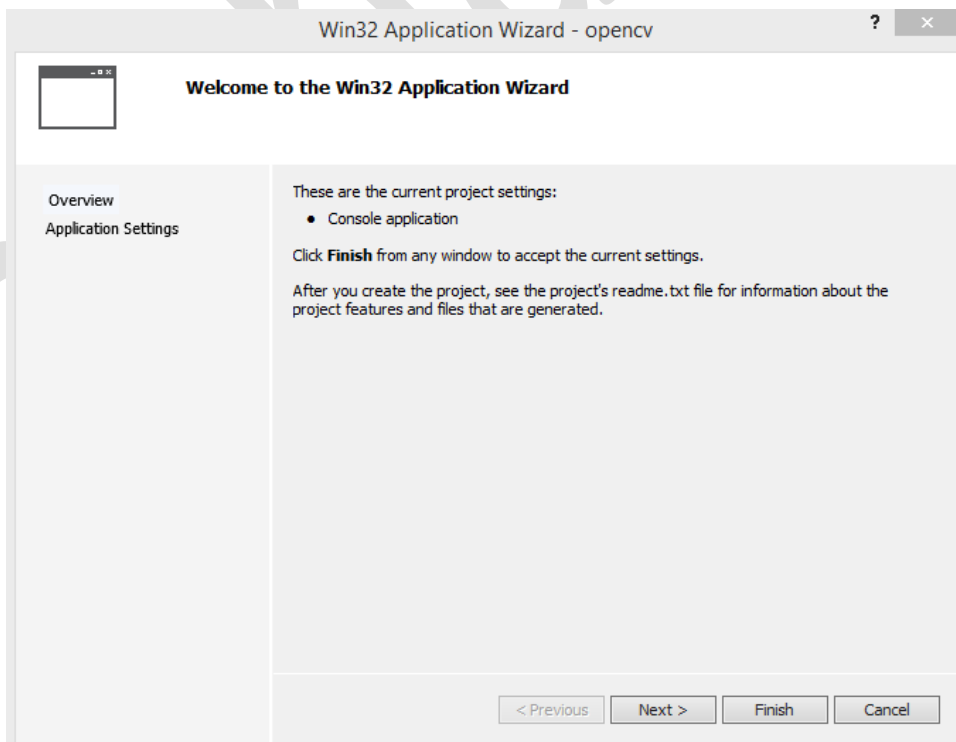 Win32 Application Wizard - opencv
?
Welcome to the Win32 Application Wizard
Overview
Application Settings
These are the current project settings:
• Console application
Click Finish from any window to accept the current settings.
After you create the project, see the project's readme.txt file for information about the
project features and files that are generated.
< Previous Next > Finish Cancel